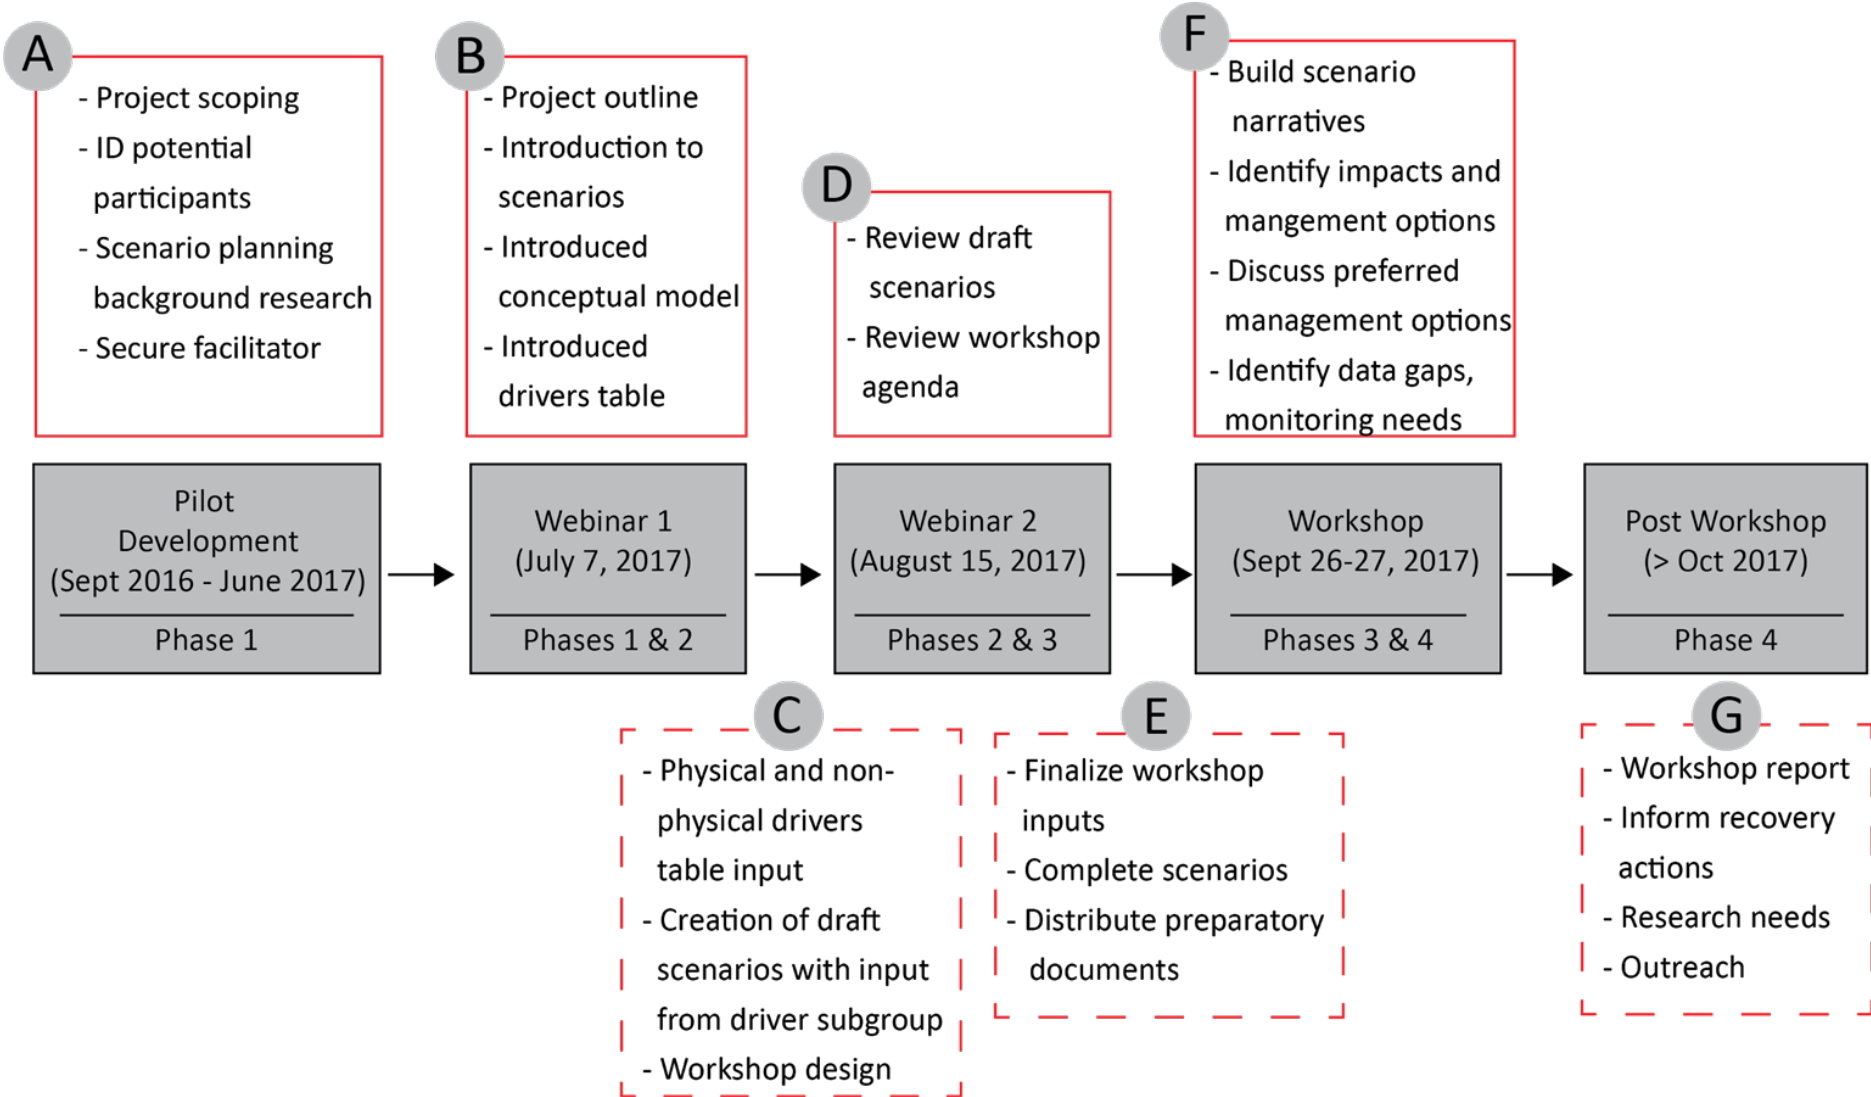 A
- Project scoping
- ID potential
participants
- Scenario planning
background research
- Secure facilitator
B
- Project outline
- Introduction to
scenarios
- Introduced
conceptual model
- Introduced
drivers table
D
- Review draft
scenarios
- Review workshop
agenda
F
- Build scenario
narratives
- Identify impacts and
mangement options
- Discuss preferred
management options
- Identify data gaps,
monitoring needs
Pilot
Development
(Sept 2016 - June 2017)
Phase 1
Webinar 1
(July 7, 2017)
Phases 1 & 2
Webinar 2
(August 15, 2017)
Phases 2 & 3
Workshop
(Sept 26-27, 2017)
Phases 3 & 4
Post Workshop
(> Oct 2017)
Phase 4
C
- Physical and non-
physical drivers
table input
- Creation of draft
scenarios with input
from driver subgroup
- Workshop design
E
- Finalize workshop
inputs
- Complete scenarios
- Distribute preparatory
documents
G
- Workshop report
- Inform recovery
actions
- Research needs
- Outreach